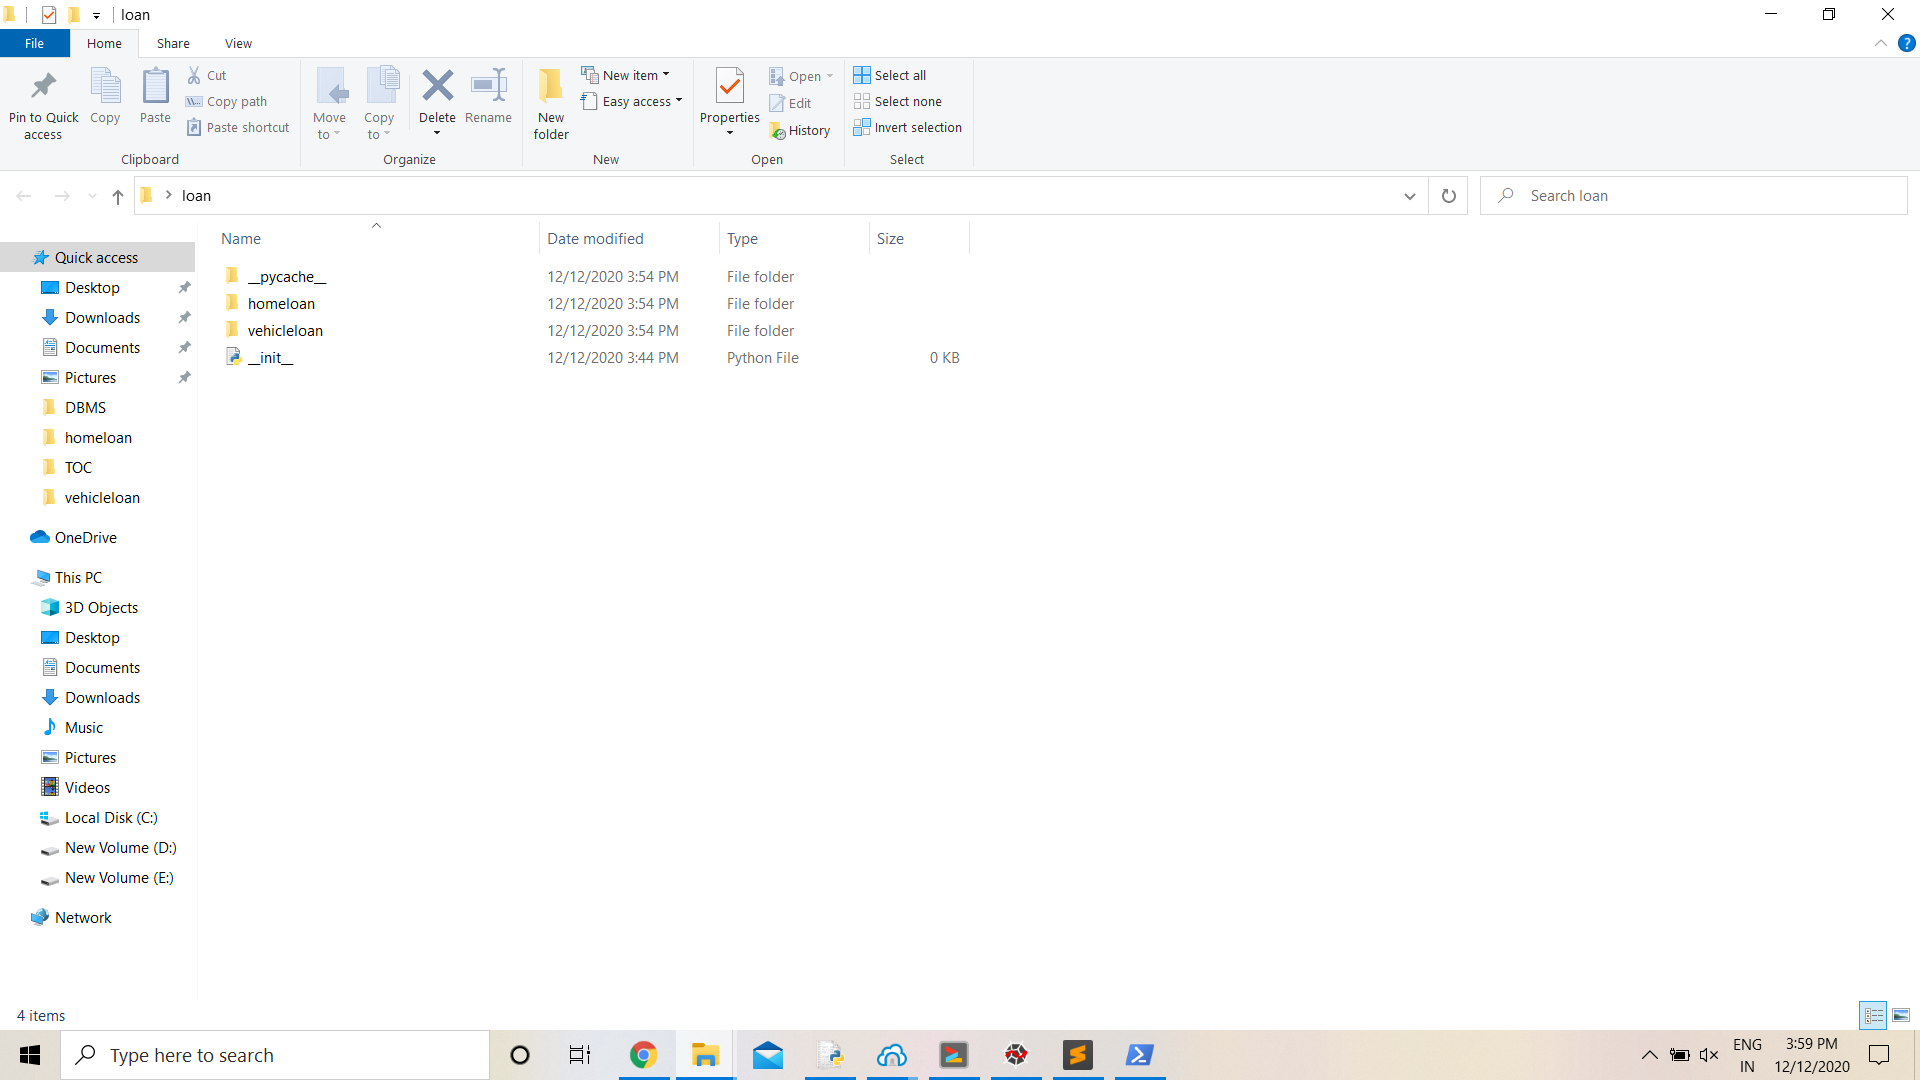 loan
File Home Share View
Pin to Quick access
Copy
Paste
Cut
Copy path
Paste shortcut
Clipboard
Move to
Copy to
Delete
Rename
Organize
New folder
New item
Easy access
New
Properties
Open
Edit
History
Open
Select all
Select none
Invert selection
Select
loan
Search loan
Name Date modified Type Size
__pycache__ 12/12/2020 3:54 PM File folder
homeloan 12/12/2020 3:54 PM File folder
vehicleloan 12/12/2020 3:54 PM File folder
__init__ 12/12/2020 3:44 PM Python File 0 KB
Quick access
Desktop
Downloads
Documents
Pictures
DBMS
homeloan
TOC
vehicleloan
OneDrive
This PC
3D Objects
Desktop
Documents
Downloads
Music
Pictures
Videos
Local Disk (C:)
New Volume (D:)
New Volume (E:)
Network
4 items
Type here to search
ENG
IN
3:59 PM
12/12/2020